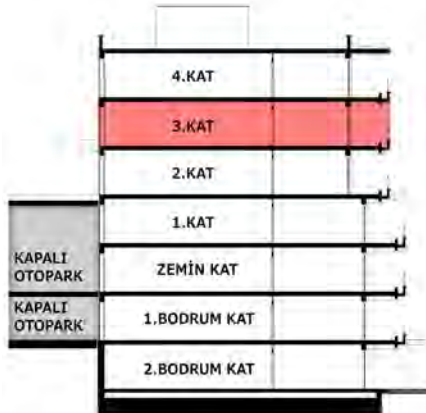 4.KAT
3.KAT
2.KAT
1.KAT
KAPALI
OTOPARK
ZEMİN KAT
KAPALI
OTOPARK
1.BODRUM KAT
2.BODRUM KAT